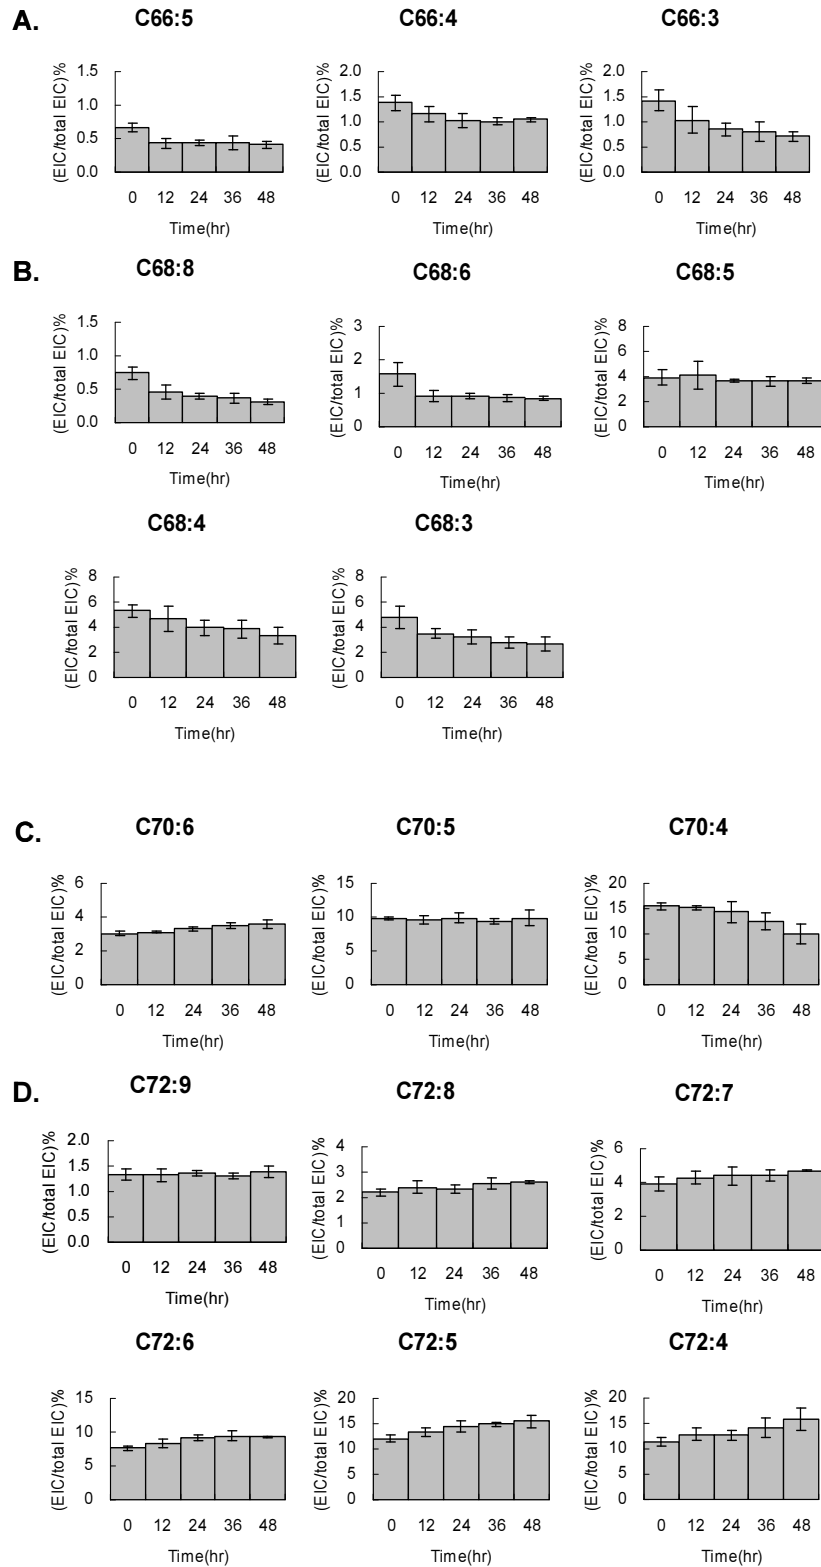 A.
C66:5
C66:4
C66:3
(EIC/total EIC)%
1.5
1.0
0.5
0.0
0 12 24 36 48
Time(hr)
(EIC/total EIC)%
2.0
1.5
1.0
0.5
0.0
0 12 24 36 48
Time(hr)
(EIC/total EIC)%
2.0
1.5
1.0
0.5
0.0
0 12 24 36 48
Time(hr)
B.
C68:8
C68:6
C68:5
(EIC/total EIC)%
1.5
1.0
0.5
0.0
0 12 24 36 48
Time(hr)
(EIC/total EIC)%
3
2
1
0
0 12 24 36 48
Time(hr)
(EIC/total EIC)%
8
6
4
2
0
0 12 24 36 48
Time(hr)
C68:4
C68:3
(EIC/total EIC)%
8
6
4
2
0
0 12 24 36 48
Time(hr)
(EIC/total EIC)%
8
6
4
2
0
0 12 24 36 48
Time(hr)
C.
C70:6
C70:5
C70:4
(EIC/total EIC)%
6
4
2
0
0 12 24 36 48
Time(hr)
(EIC/total EIC)%
15
10
5
0
0 12 24 36 48
Time(hr)
(EIC/total EIC)%
20
15
10
5
0
0 12 24 36 48
Time(hr)
D.
C72:9
C72:8
C72:7
(EIC/total EIC)%
2.0
1.5
1.0
0.5
0.0
0 12 24 36 48
Time(hr)
(EIC/total EIC)%
4
3
2
1
0
0 12 24 36 48
Time(hr)
(EIC/total EIC)%
6
4
2
0
0 12 24 36 48
Time(hr)
C72:6
C72:5
C72:4
(EIC/total EIC)%
15
10
5
0
0 12 24 36 48
Time(hr)
(EIC/total EIC)%
20
15
10
5
0
0 12 24 36 48
Time(hr)
(EIC/total EIC)%
20
15
10
5
0
0 12 24 36 48
Time(hr)